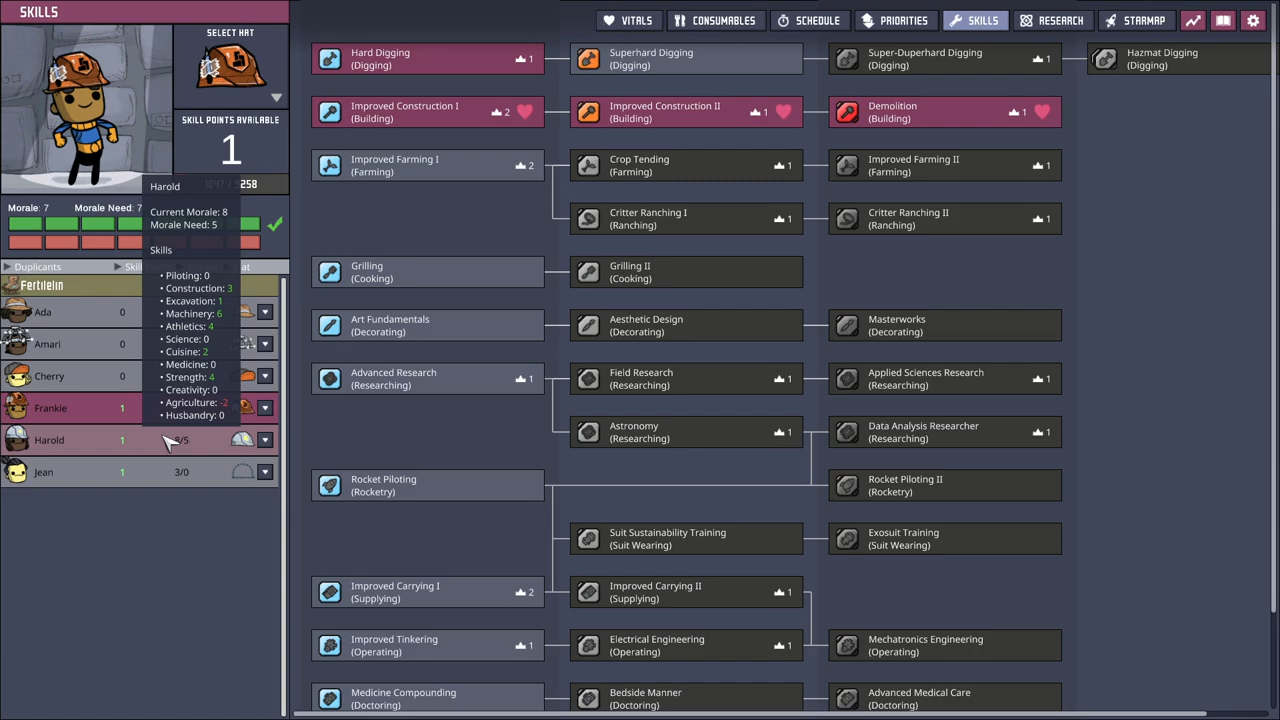 SKILLS
VITALS
CONSUMABLES
SCHEDULE
PRIORITIES
SKILLS
RESEARCH
STARMAP
SELECT HAT
SKILL POINTS AVAILABLE
1
Morale: 7
Morale Need: 7
Harold
Current Morale: 8
Morale Need: 5
Skills
• Piloting: 0
• Construction: 3
• Excavation: 1
• Machinery: 6
• Athletics: 4
• Science: 0
• Cuisine: 2
• Medicine: 0
• Strength: 4
• Creativity: 0
• Agriculture: -2
• Husbandry: 0
Duplicants
Fertilelin
Ada 0
Amari 0
Cherry 0
Frankie 1
Harold 1 8/5
Jean 1 3/0
Hard Digging 1
(Digging)
Superhard Digging
(Digging)
Super-Duperhard Digging 1
(Digging)
Hazmat Digging
(Digging)
Improved Construction I 2
(Building)
Improved Construction II 1
(Building)
Demolition 1
(Building)
Improved Farming I 2
(Farming)
Crop Tending 1
(Farming)
Improved Farming II 1
(Farming)
Critter Ranching I 1
(Ranching)
Critter Ranching II 1
(Ranching)
Grilling
(Cooking)
Grilling II
(Cooking)
Art Fundamentals
(Decorating)
Aesthetic Design
(Decorating)
Masterworks
(Decorating)
Advanced Research 1
(Researching)
Field Research 1
(Researching)
Applied Sciences Research 1
(Researching)
Astronomy 1
(Researching)
Data Analysis Researcher 1
(Researching)
Rocket Piloting
(Rocketry)
Rocket Piloting II
(Rocketry)
Suit Sustainability Training
(Suit Wearing)
Exosuit Training
(Suit Wearing)
Improved Carrying I 2
(Supplying)
Improved Carrying II 1
(Supplying)
Improved Tinkering 1
(Operating)
Electrical Engineering 1
(Operating)
Mechatronics Engineering
(Operating)
Medicine Compounding
(Doctoring)
Bedside Manner
(Doctoring)
Advanced Medical Care
(Doctoring)